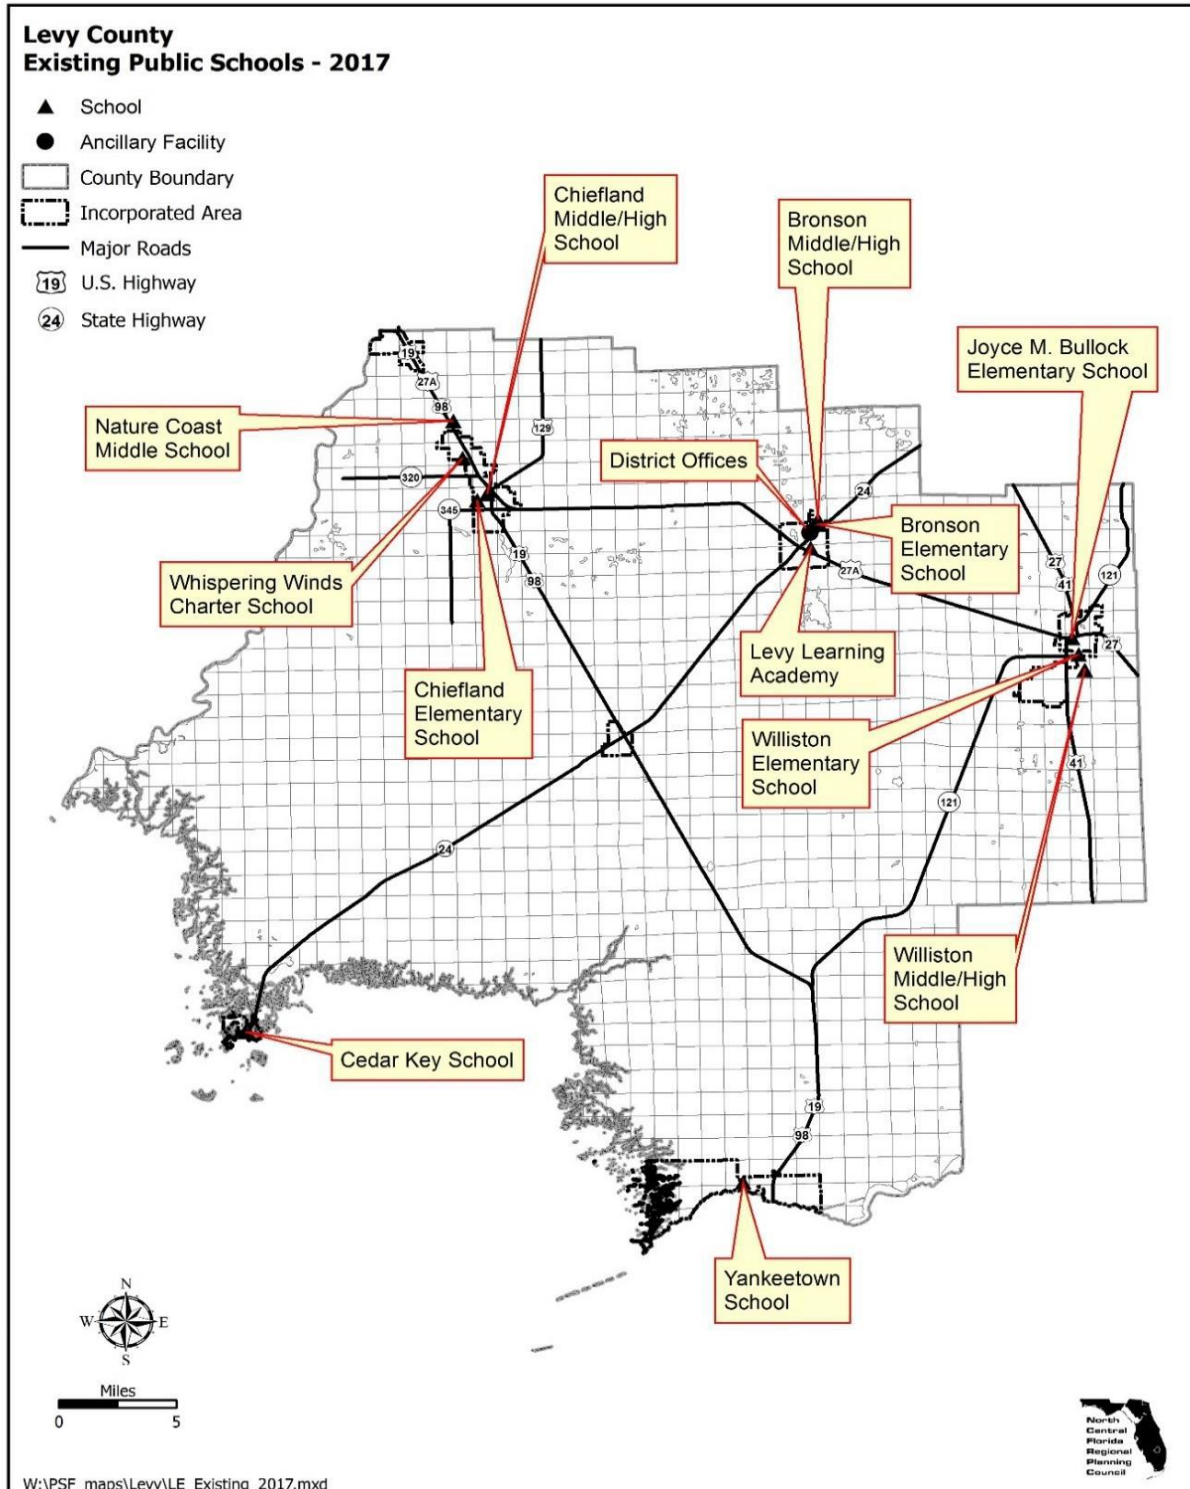 Levy County
Existing Public Schools - 2017
School
Ancillary Facility
County Boundary
Incorporated Area
Major Roads
19 U.S. Highway
24 State Highway
Chiefland
Middle/High
School
Bronson
Middle/High
School
Joyce M. Bullock
Elementary School
19
27A
98
129
Nature Coast
Middle School
320
District Offices
24
345
Bronson
Elementary
School
19
98
27A
27
41
121
Whispering Winds
Charter School
Levy Learning
Academy
27
Chiefland
Elementary
School
Williston
Elementary
School
41
121
24
Williston
Middle/High
School
Cedar Key School
19
98
Yankeetown
School
N
W
E
S
Miles
0
5
North
Central
Florida
Regional
Planning
Council
W:\PSF_maps\Levy\LE_Existing_2017.mxd